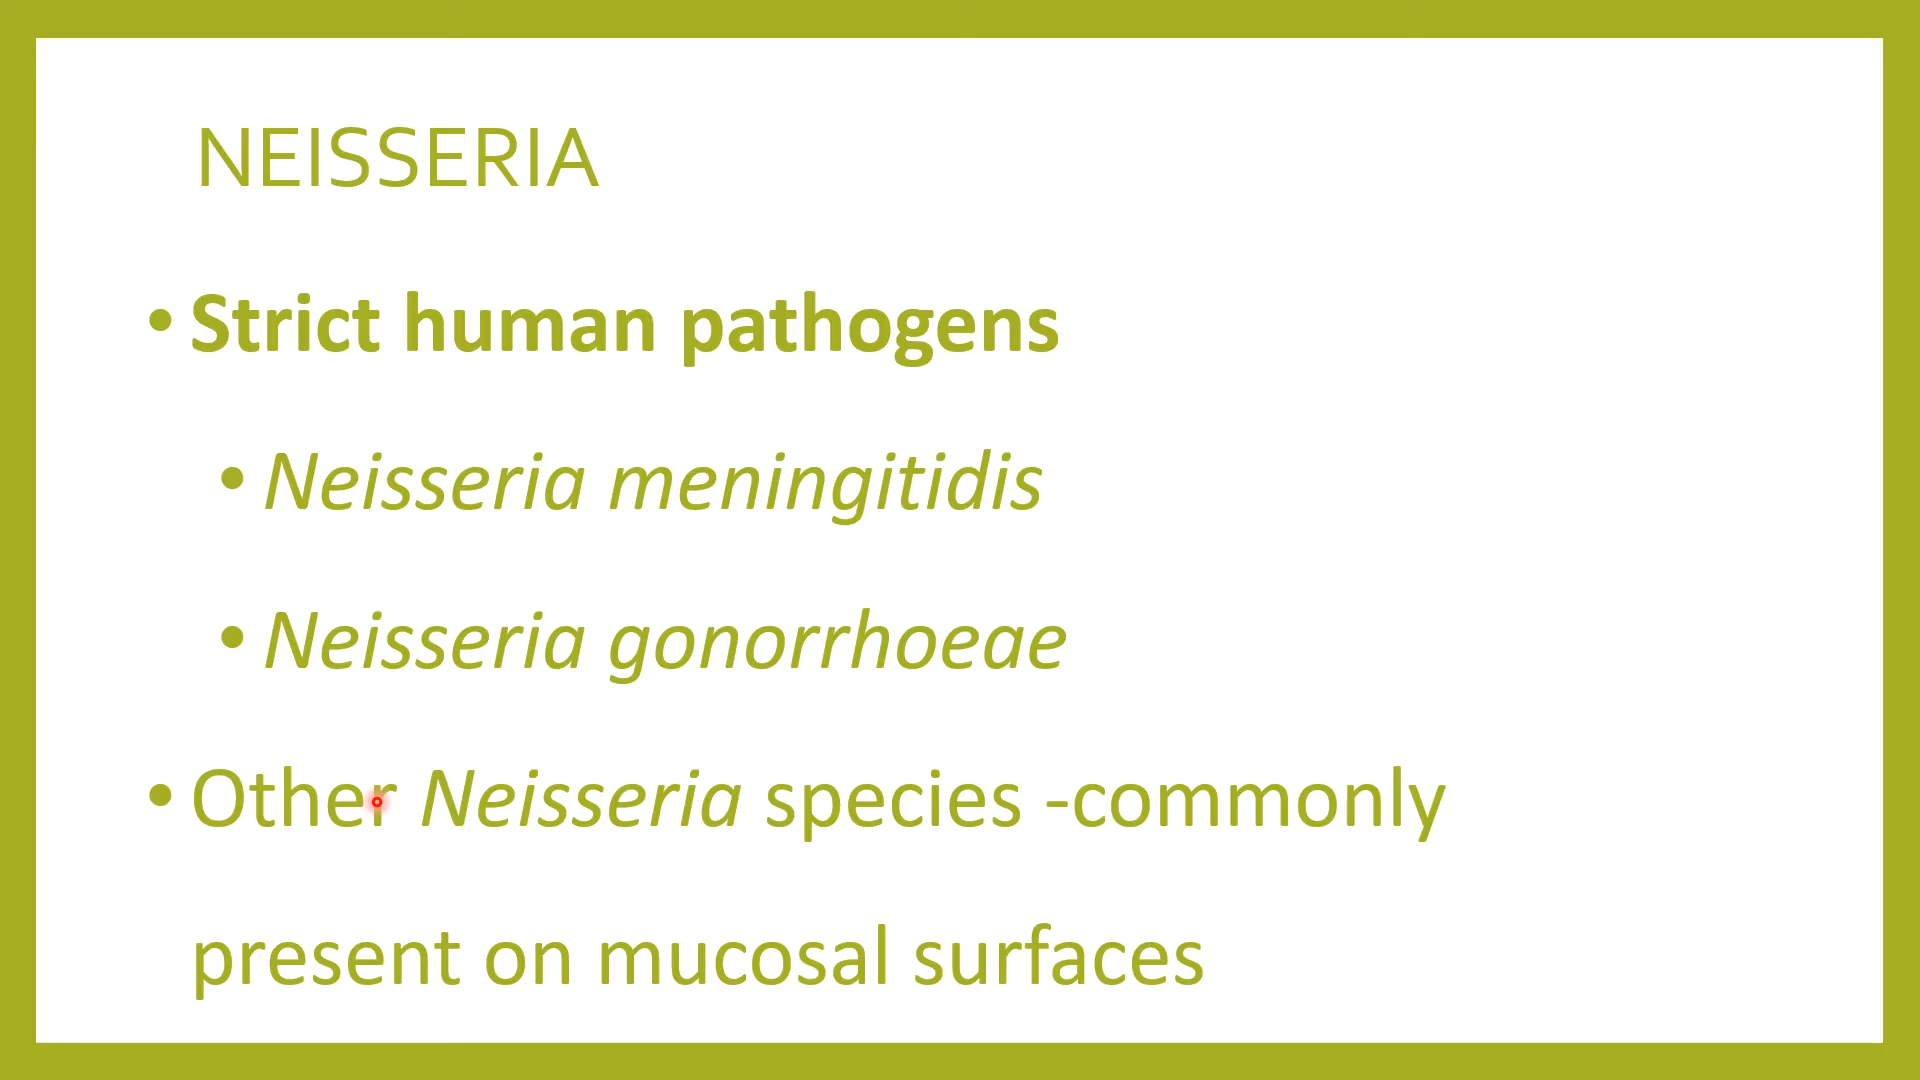 NEISSERIA
• Strict human pathogens
• Neisseria meningitidis
• Neisseria gonorrhoeae
• Other Neisseria species -commonly
present on mucosal surfaces